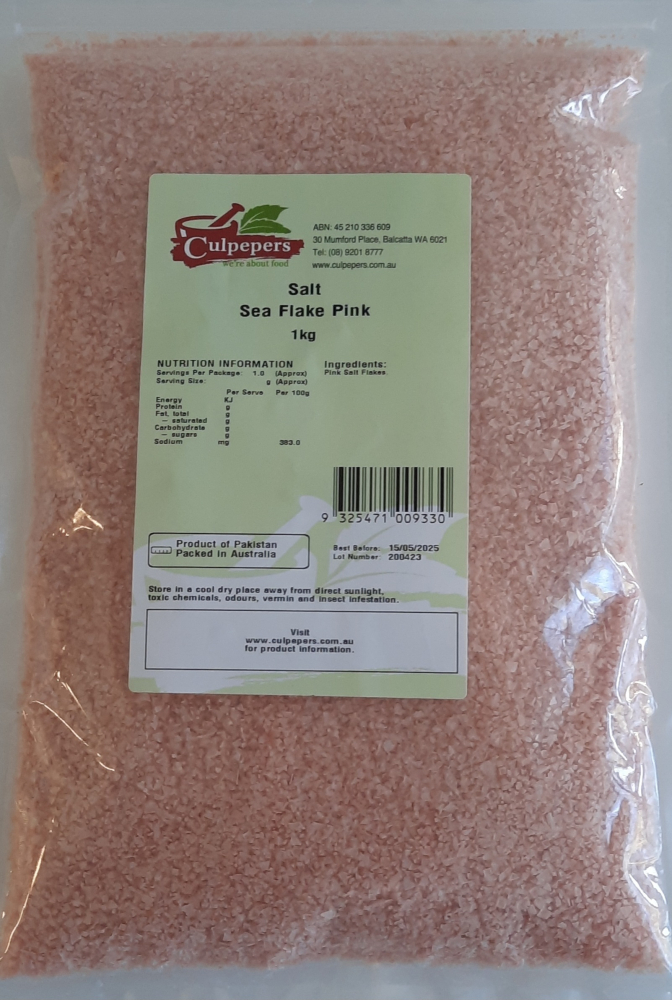 Culpepers
we're about food
ABN: 45 210 336 609
30 Mumford Place, Balcatta WA 6021
Tel: (08) 9201 8777
www.culpepers.com.au
Salt
Sea Flake Pink
1kg
NUTRITION INFORMATION
Servings Per Package: 1.0 (Approx)
Serving Size: g (Approx)
Per Serve Per 100g
Energy KJ
Protein g
Fat, total g
— saturated g
Carbohydrate g
— sugars g
Sodium mg 383.0
Ingredients:
Pink Salt Flakes.
9 325471 009330
Product of Pakistan
Packed in Australia
Best Before: 15/05/2025
Lot Number: 200423
Store in a cool dry place away from direct sunlight,
toxic chemicals, odours, vermin and insect infestation.
Visit
www.culpepers.com.au
for product information.